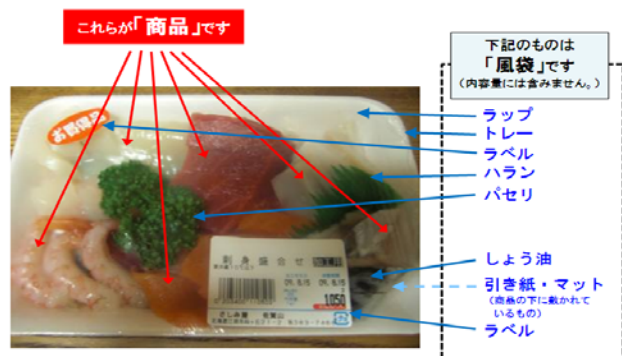 これらが「商品」です
下記のものは
「風袋」です
(内容量には含みません。)
ラップ
トレー
ラベル
ハラン
パセリ
しょう油
引き紙・マット
(商品の下に敷かれて
いるもの)
ラベル
お買得品
刺身盛合せ
1050